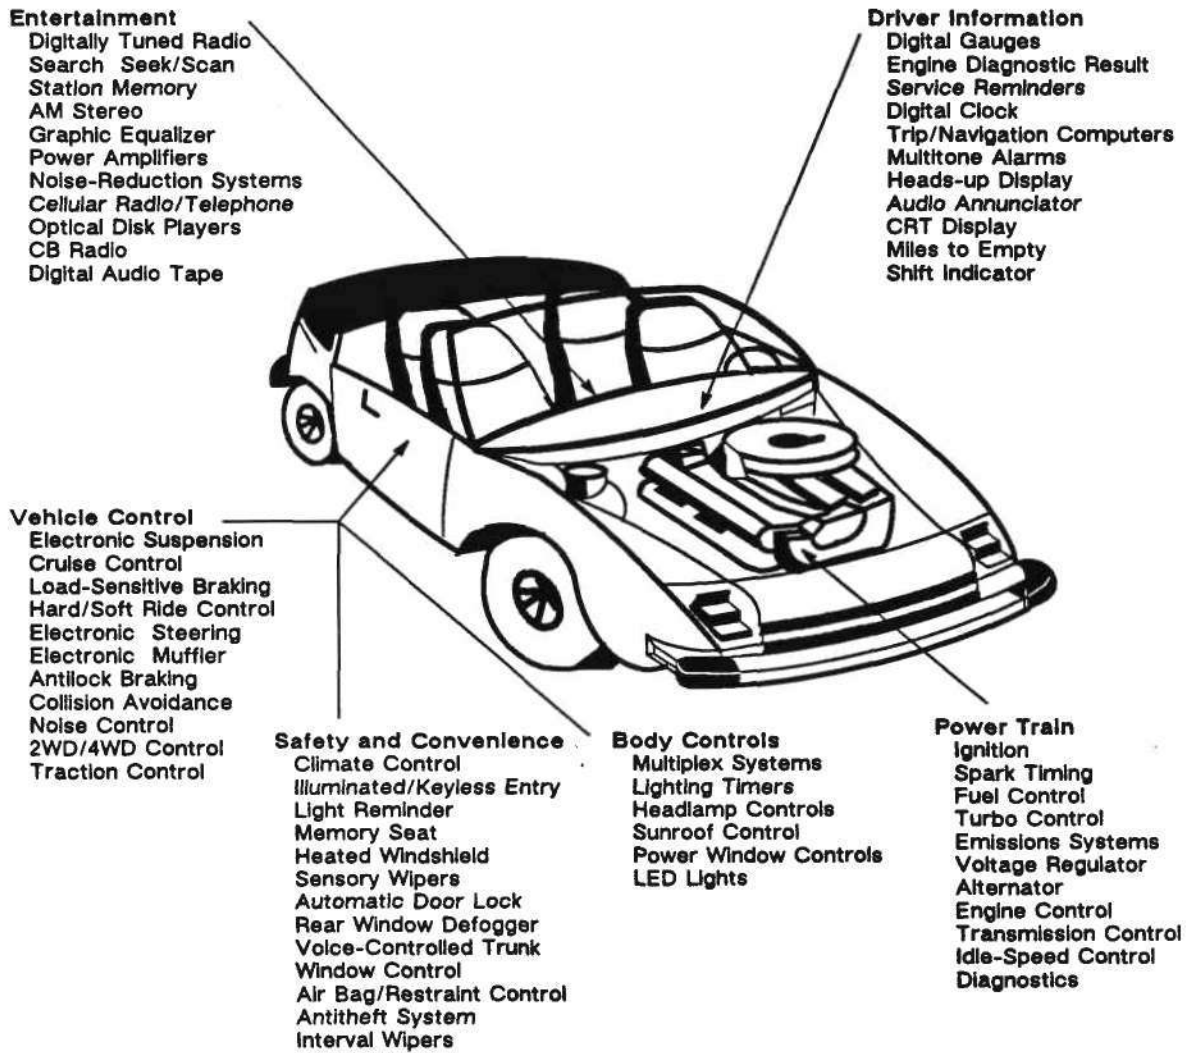 Entertainment
Digitally Tuned Radio
Search Seek/Scan
Station Memory
AM Stereo
Graphic Equalizer
Power Amplifiers
Noise-Reduction Systems
Cellular Radio/Telephone
Optical Disk Players
CB Radio
Digital Audio Tape
Driver Information
Digital Gauges
Engine Diagnostic Result
Service Reminders
Digital Clock
Trip/Navigation Computers
Multitone Alarms
Heads-up Display
Audio Annunciator
CRT Display
Miles to Empty
Shift Indicator
Vehicle Control
Electronic Suspension
Cruise Control
Load-Sensitive Braking
Hard/Soft Ride Control
Electronic Steering
Electronic Muffler
Antilock Braking
Collision Avoidance
Noise Control
2WD/4WD Control
Traction Control
Safety and Convenience
Climate Control
Illuminated/Keyless Entry
Light Reminder
Memory Seat
Heated Windshield
Sensory Wipers
Automatic Door Lock
Rear Window Defogger
Voice-Controlled Trunk
Window Control
Air Bag/Restraint Control
Antitheft System
Interval Wipers
Body Controls
Multiplex Systems
Lighting Timers
Headlamp Controls
Sunroof Control
Power Window Controls
LED Lights
Power Train
Ignition
Spark Timing
Fuel Control
Turbo Control
Emissions Systems
Voltage Regulator
Alternator
Engine Control
Transmission Control
Idle-Speed Control
Diagnostics